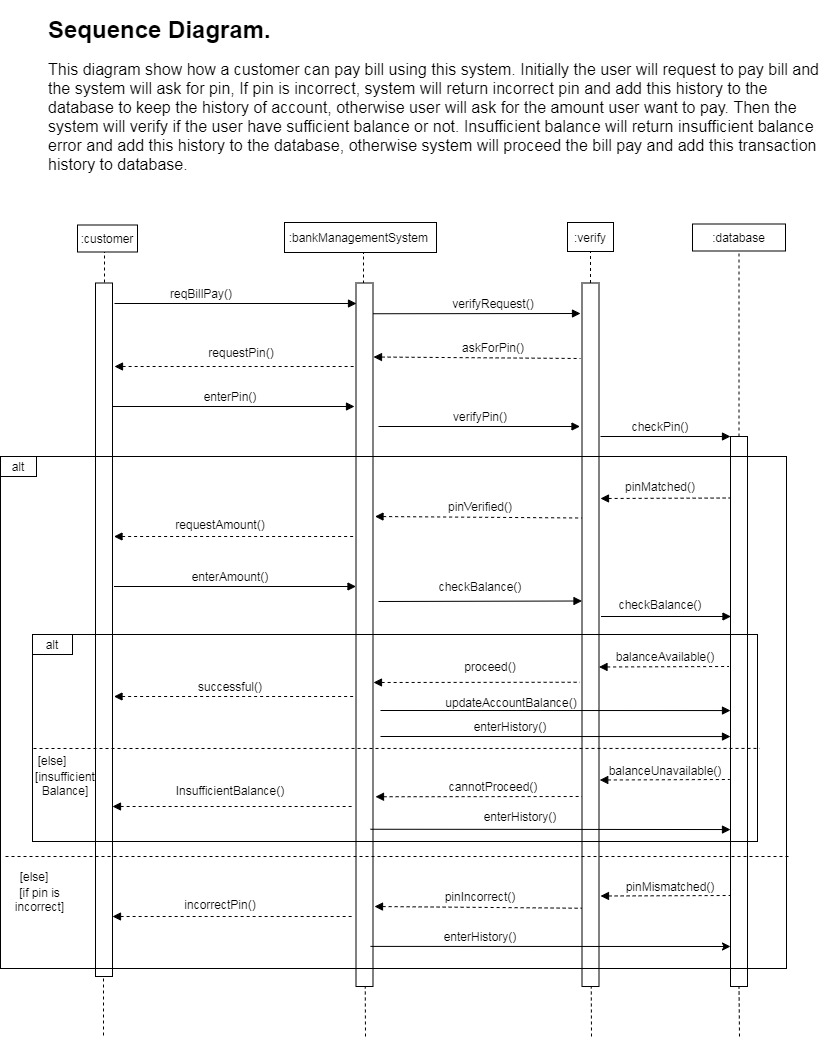 Sequence Diagram.
This diagram show how a customer can pay bill using this system. Initially the user will request to pay bill and
the system will ask for pin, If pin is incorrect, system will return incorrect pin and add this history to the
database to keep the history of account, otherwise user will ask for the amount user want to pay. Then the
system will verify if the user have sufficient balance or not. Insufficient balance will return insufficient balance
error and add this history to the database, otherwise system will proceed the bill pay and add this transaction
history to database.
:customer
:bankManagementSystem
:verify
:database
reqBillPay()
verifyRequest()
askForPin()
requestPin()
enterPin()
verifyPin()
checkPin()
alt
pinMatched()
pinVerified()
requestAmount()
enterAmount()
checkBalance()
checkBalance()
alt
balanceAvailable()
proceed()
successful()
updateAccountBalance()
enterHistory()
[else]
[insufficient
Balance]
balanceUnavailable()
cannotProceed()
InsufficientBalance()
enterHistory()
[else]
[if pin is
incorrect]
pinMismatched()
pinIncorrect()
incorrectPin()
enterHistory()